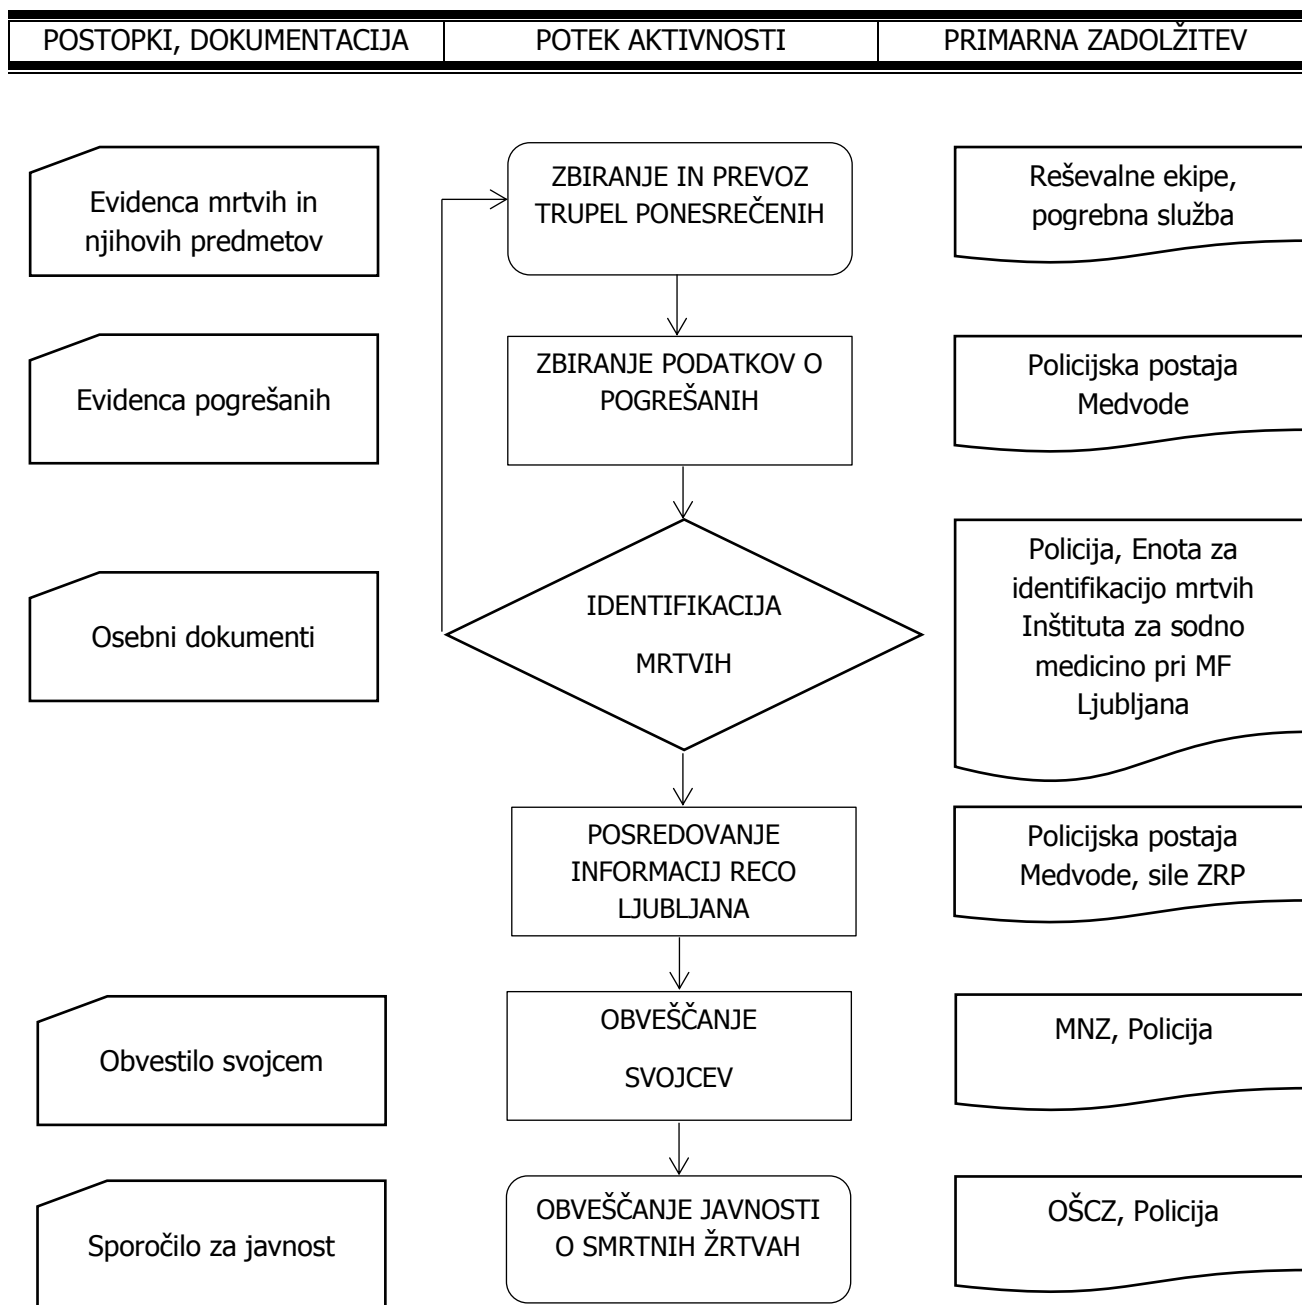 POSTOPKI, DOKUMENTACIJA
POTEK AKTIVNOSTI
PRIMARNA ZADOLŽITEV
Evidenca mrtvih in
njihovih predmetov
ZBIRANJE IN PREVOZ
TRUPEL PONESREČENIH
Reševalne ekipe,
pogrebna služba
Evidenca pogrešanih
ZBIRANJE PODATKOV O
POGREŠANIH
Policijska postaja
Medvode
Osebni dokumenti
IDENTIFIKACIJA
MRTVIH
Policija, Enota za
identifikacijo mrtvih
Inštituta za sodno
medicino pri MF
Ljubljana
POSREDOVANJE
INFORMACIJ RECO
LJUBLJANA
Policijska postaja
Medvode, sile ZRP
Obvestilo svojcem
OBVEŠČANJE
SVOJCEV
MNZ, Policija
Sporočilo za javnost
OBVEŠČANJE JAVNOSTI
O SMRTNIH ŽRTVAH
OŠCZ, Policija